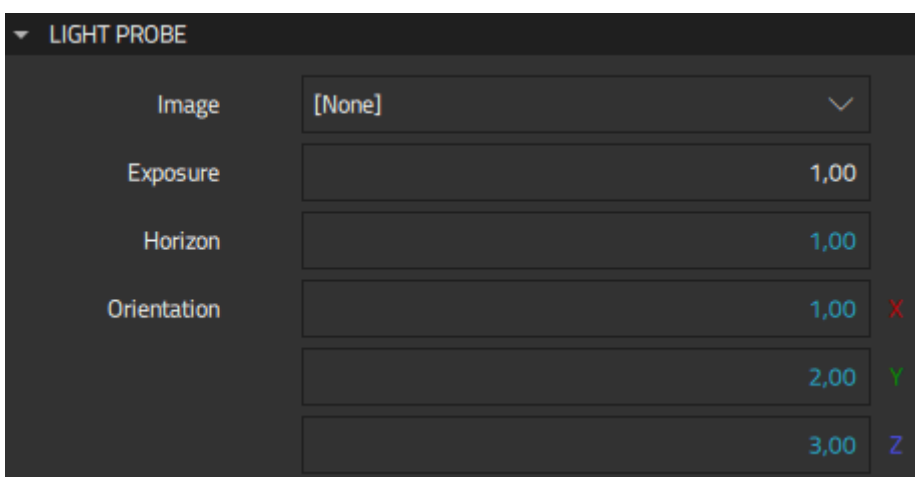 LIGHT PROBE
Image [None]
Exposure 1,00
Horizon 1,00
Orientation 1,00 X
2,00 Y
3,00 Z